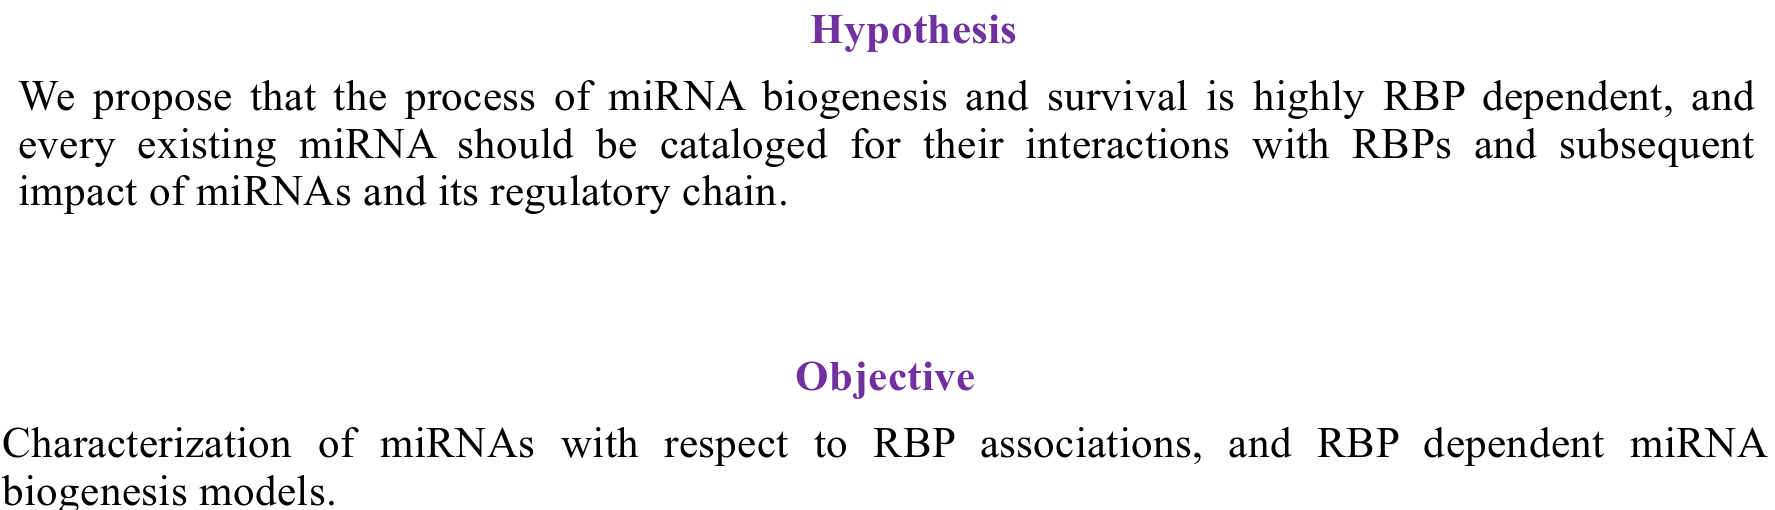 Hypothesis
We propose that the process of miRNA biogenesis and survival is highly RBP dependent, and
every existing miRNA should be cataloged for their interactions with RBPs and subsequent
impact of miRNAs and its regulatory chain.
Objective
Characterization of miRNAs with respect to RBP associations, and RBP dependent miRNA
biogenesis models.